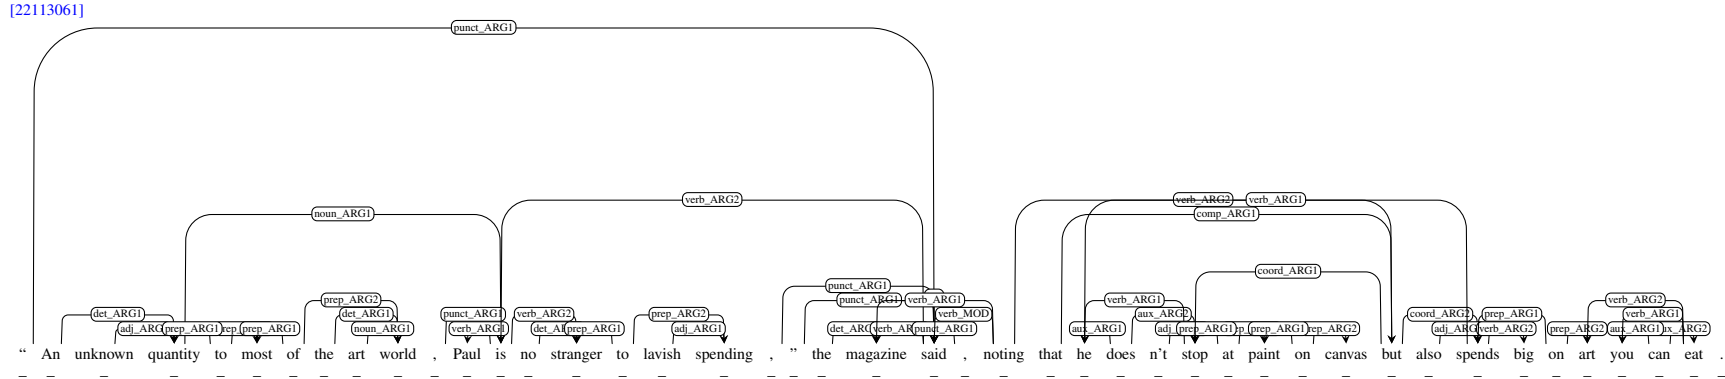 [22113061]
punct_ARG1
verb_ARG2 verb_ARG2 verb_ARG1
noun_ARG1 comp_ARG1
coord_ARG1
punct_ARG1
prep_ARG2 punct_ARG1 verb_ARG1 verb_ARG1 verb_ARG2
det_ARG1 det_ARG1 punct_ARG1 verb_ARG2 prep_ARG2 verb_MOD aux_ARG2 coord_ARG2 prep_ARG1 verb_ARG1
prep_ARG1 prep_ARG1 noun_ARG1 verb_ARG1 prep_ARG1 adj_ARG1 punct_ARG1 aux_ARG1 prep_ARG1 prep_ARG1 verb_ARG2 prep_ARG2 aux_ARG1
“ An unknown quantity to most of the art world , Paul is no stranger to lavish spending , ” the magazine said , noting that he does n’t stop at paint on canvas but also spends big on art you can eat .
_ _ _ _ _ _ _ _ _ _ _ _ _ _ _ _ _ _ _ _ _ _ _ _ _ _ _ _ _ _ _ _ _ _ _ _ _ _ _ _ _ _ _ _